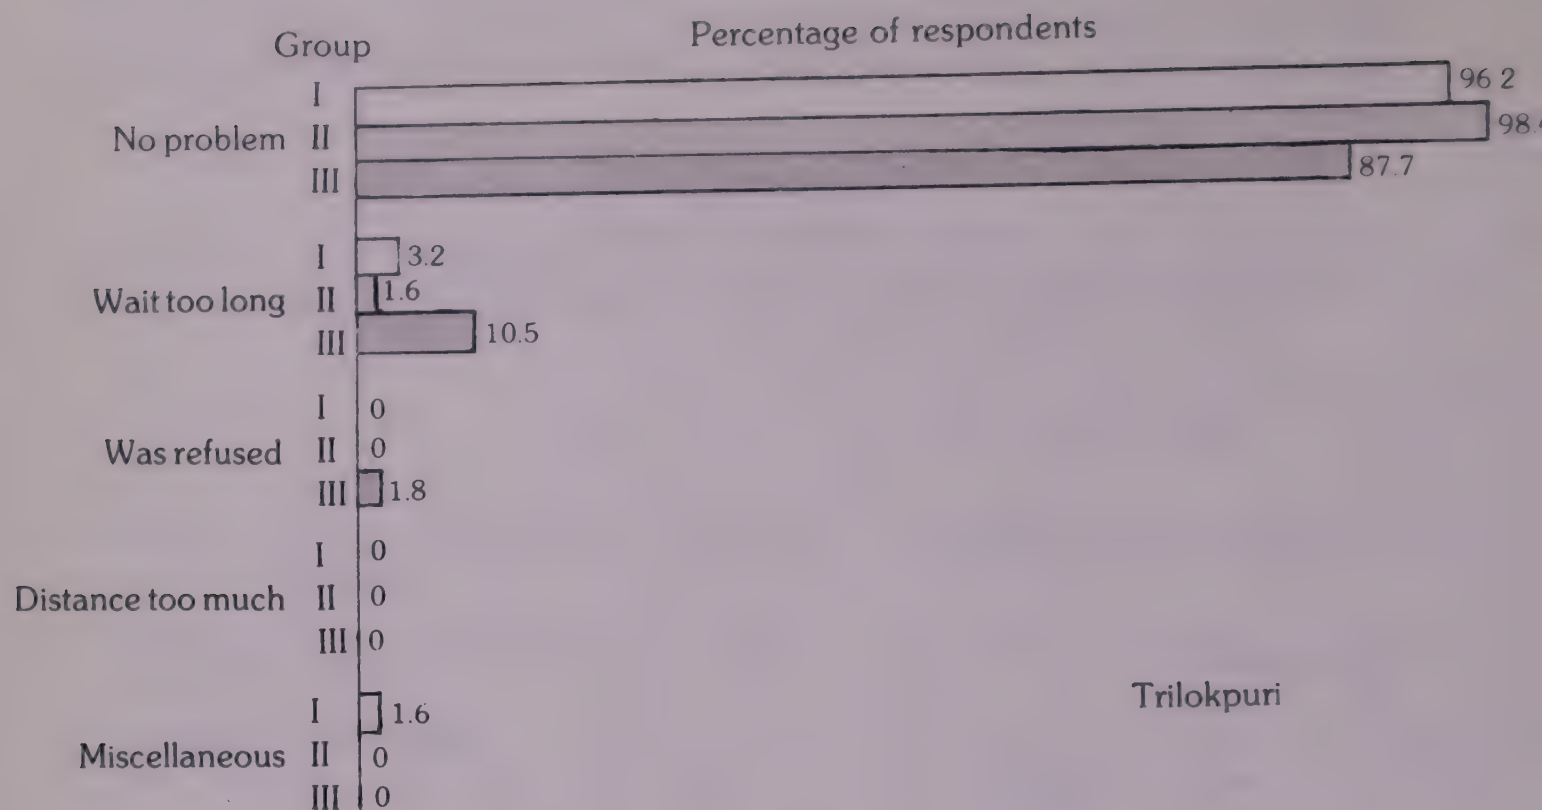 Group Percentage of respondents
I 96 2
No problem II 98.4
III 87.7
I 3.2
Wait too long II 1.6
III 10.5
I 0
Was refused II 0
III 1.8
I 0
Distance too much II 0
III 0
Trilokpuri
I 1.6
Miscellaneous II 0
III 0